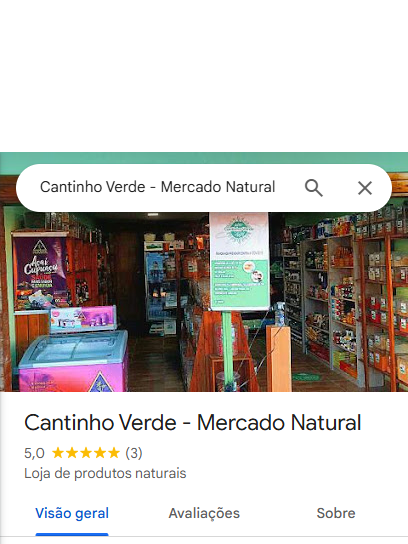 Cantinho Verde - Mercado Natural
Açaí
Cupuaçu
Cantinho Verde - Mercado Natural
5,0 (3)
Loja de produtos naturais
Visão geral
Avaliações
Sobre